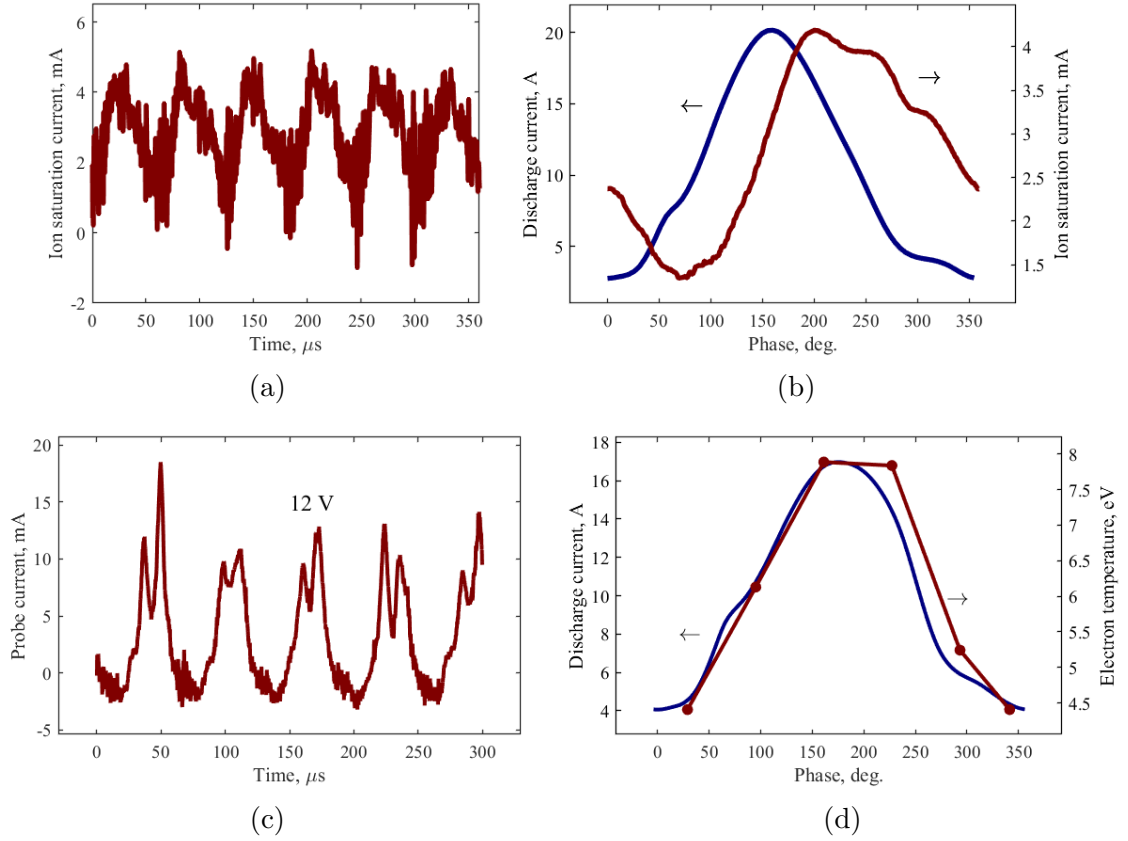 Ion saturation current, mA
6
4
2
0
-2
0 50 100 150 200 250 300 350
Time, μs
(a)
Discharge current, A
20
15
10
5
← →
4
3.5
3
2.5
2
1.5
Ion saturation current, mA
0 50 100 150 200 250 300 350
Phase, deg.
(b)
Probe current, mA
20
15
10
5
0
-5
12 V
0 50 100 150 200 250 300
Time, μs
(c)
Discharge current, A
18
16
14
12
10
8
6
4
← →
8
7.5
7
6.5
6
5.5
5
4.5
Electron temperature, eV
0 50 100 150 200 250 300 350
Phase, deg.
(d)